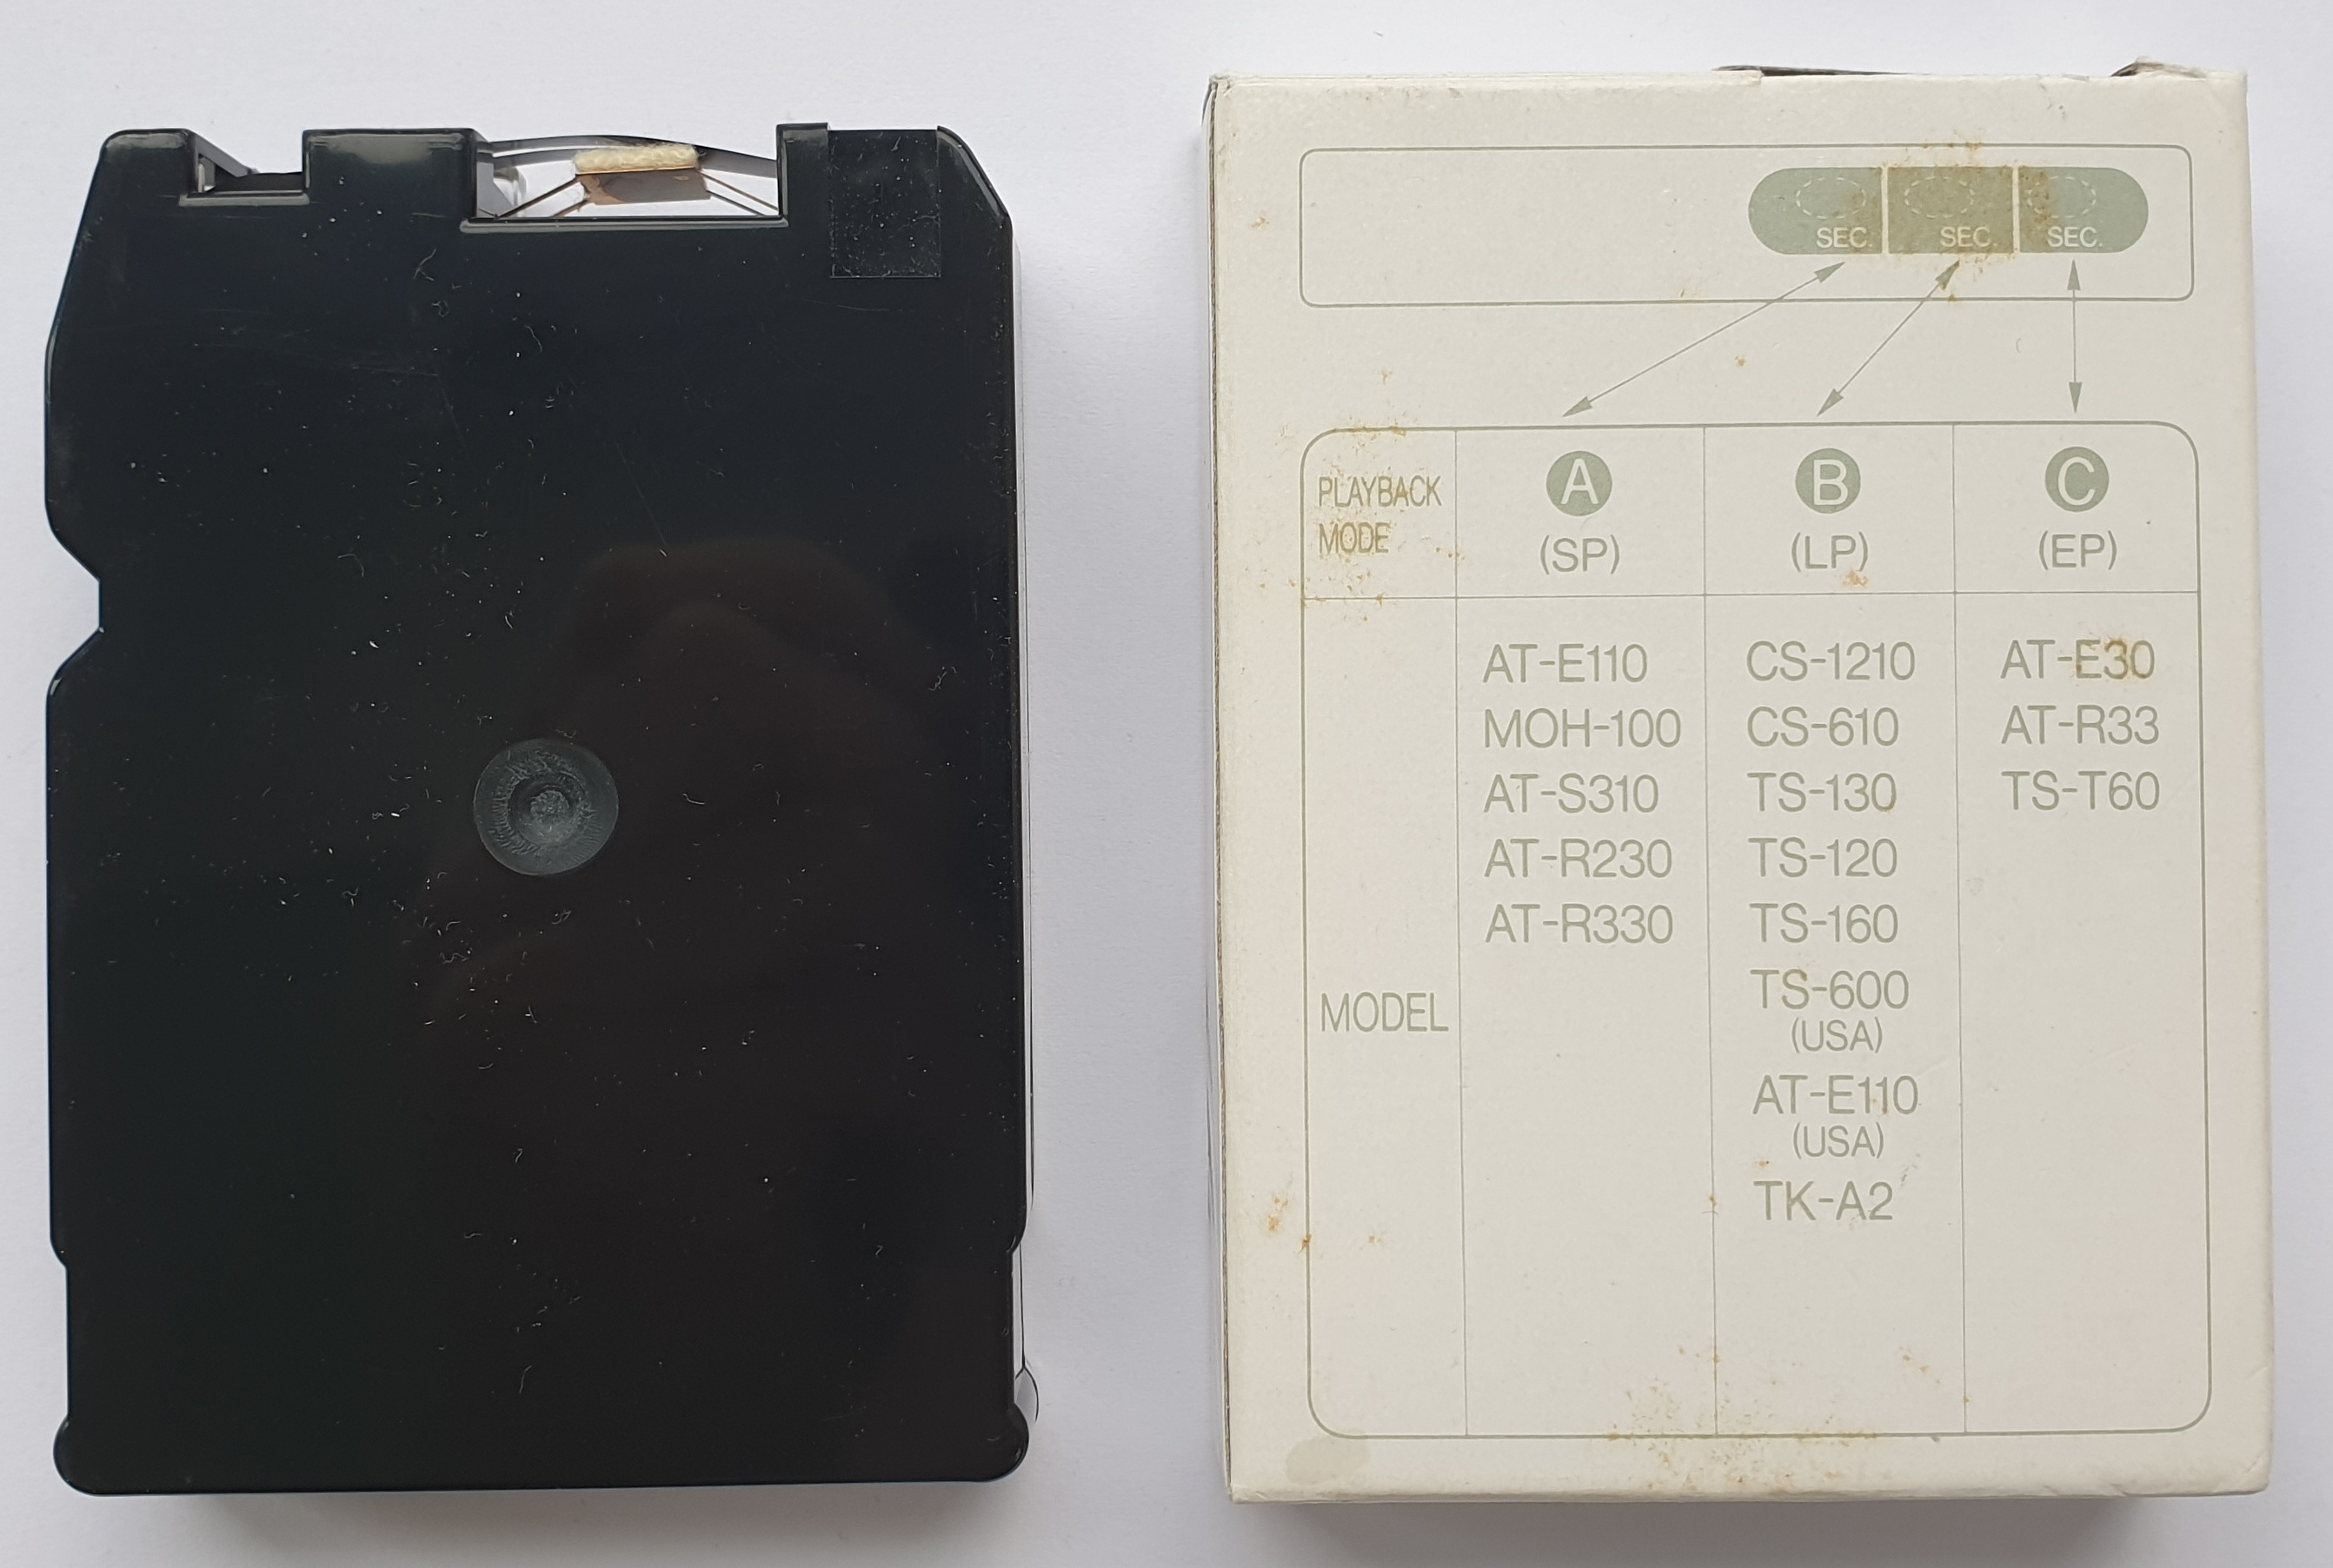 SEC. SEC. SEC.
PLAYBACK
MODE
A B C
(SP) (LP) (EP)
AT-E110 CS-1210 AT-E30
MOH-100 CS-610 AT-R33
AT-S310 TS-130 TS-T60
AT-R230 TS-120
AT-R330 TS-160
TS-600
(USA)
MODEL
AT-E110
(USA)
TK-A2